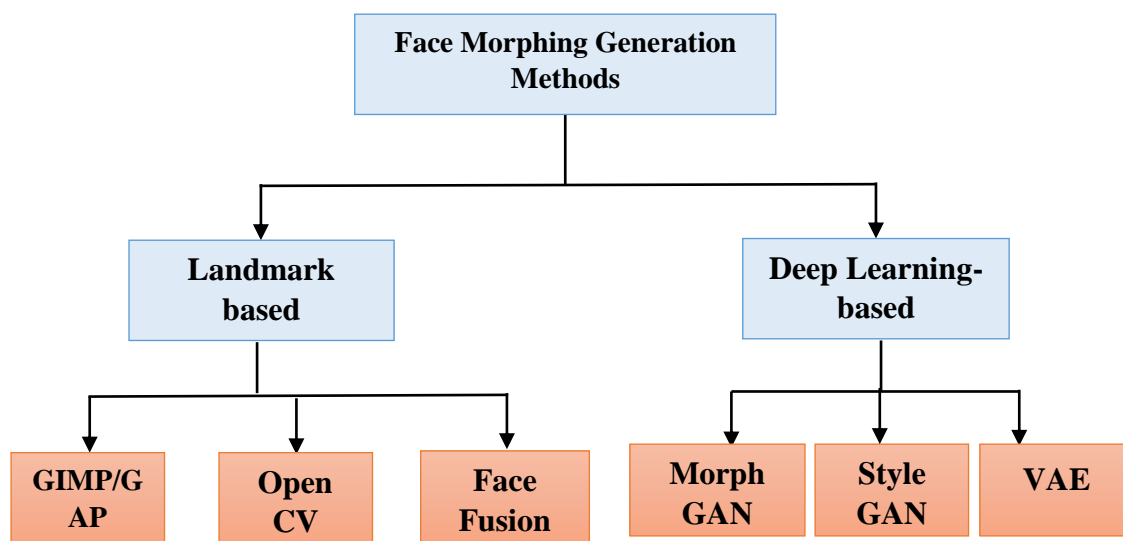 Face Morphing Generation
Methods
Landmark
based
Deep Learning-
based
GIMP/G
AP
Open
CV
Face
Fusion
Morph
GAN
Style
GAN
VAE